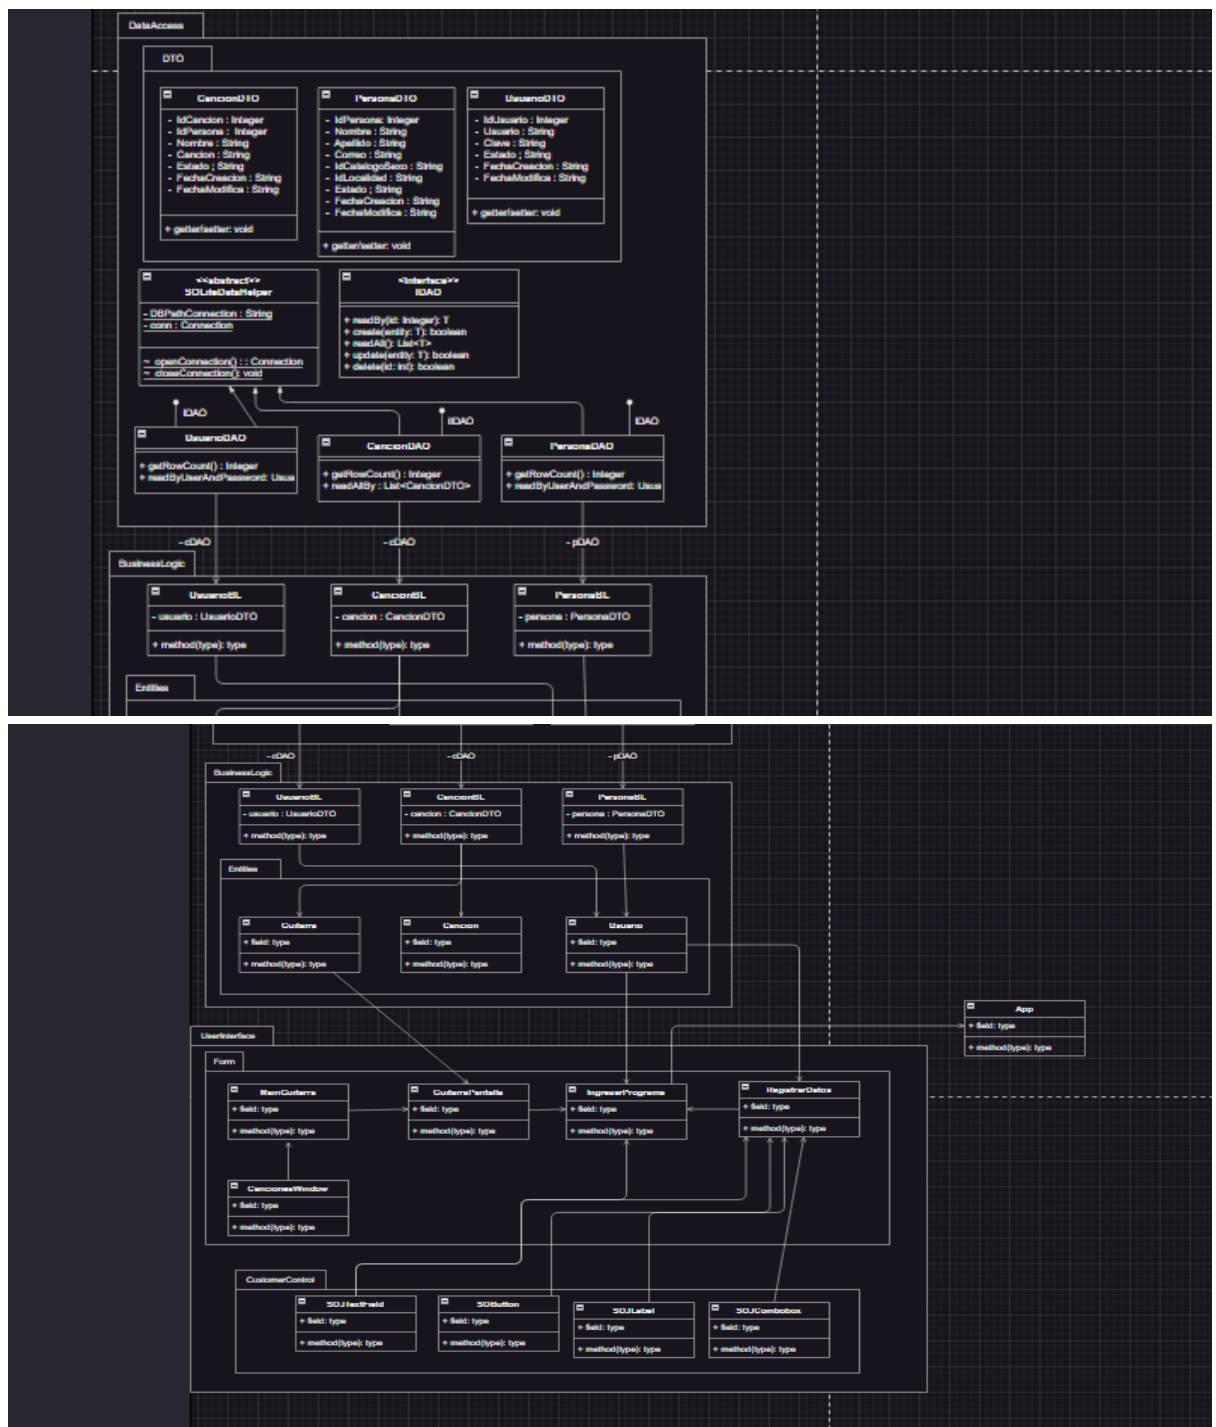 DataAccess
DTO
CancionDTO
- IdCancion : Integer
- IdPersona : Integer
- Nombre : String
- Cancion : String
- Estado ; String
- FechaCreacion : String
- FechaModifica : String
+ getter/setter: void
PersonaDTO
- IdPersona: Integer
- Nombre : String
- Apellido : String
- Correo : String
- IdCatalogoSexo : String
- IdLocalidad : String
- Estado ; String
- FechaCreacion : String
- FechaModifica : String
+ getter/setter: void
UsuarioDTO
- IdUsuario : Integer
- Usuario : String
- Clave : String
- Estado ; String
- FechaCreacion : String
- FechaModifica : String
+ getter/setter: void
<<abstract>>
SQLiteDataHelper
- DBPathConnection : String
- conn : Connection
~ openConnection() : : Connection
~ closeConnection(): void
<Interface>>
IDAO
+ readBy(id: Integer): T
+ create(entity: T): boolean
+ readAll(): List<T>
+ update(entity: T): boolean
+ delete(id: int): boolean
IDAO
IIDAO
IDAO
UsuarioDAO
+ getRowCount() : Integer
+ readByUserAndPassword: Usua
CancionDAO
+ getRowCount() : Integer
+ readAllBy : List<CancionDTO>
PersonaDAO
+ getRowCount() : Integer
+ readByUserAndPassword: Usua
- cDAO
- cDAO
- pDAO
BusinessLogic
UsuarioBL
- usuario : UsuarioDTO
+ method(type): type
CancionBL
- cancion : CancionDTO
+ method(type): type
PersonaBL
- persona : PersonaDTO
+ method(type): type
Entities
- cDAO
- cDAO
- pDAO
BusinessLogic
UsuarioBL
- usuario : UsuarioDTO
+ method(type): type
CancionBL
- cancion : CancionDTO
+ method(type): type
PersonaBL
- persona : PersonaDTO
+ method(type): type
Entities
Guitarra
+ field: type
+ method(type): type
Cancion
+ field: type
+ method(type): type
Usuario
+ field: type
+ method(type): type
App
+ field: type
+ method(type): type
UserInterface
Form
MainGuitarra
+ field: type
+ method(type): type
GuitarraPantalla
+ field: type
+ method(type): type
IngresarPrograma
+ field: type
+ method(type): type
RegistrarDatos
+ field: type
+ method(type): type
CancionesWindow
+ field: type
+ method(type): type
CustomerControl
SOJTextField
+ field: type
+ method(type): type
SOButton
+ field: type
+ method(type): type
SOJLabel
+ field: type
+ method(type): type
SOJCombobox
+ field: type
+ method(type): type